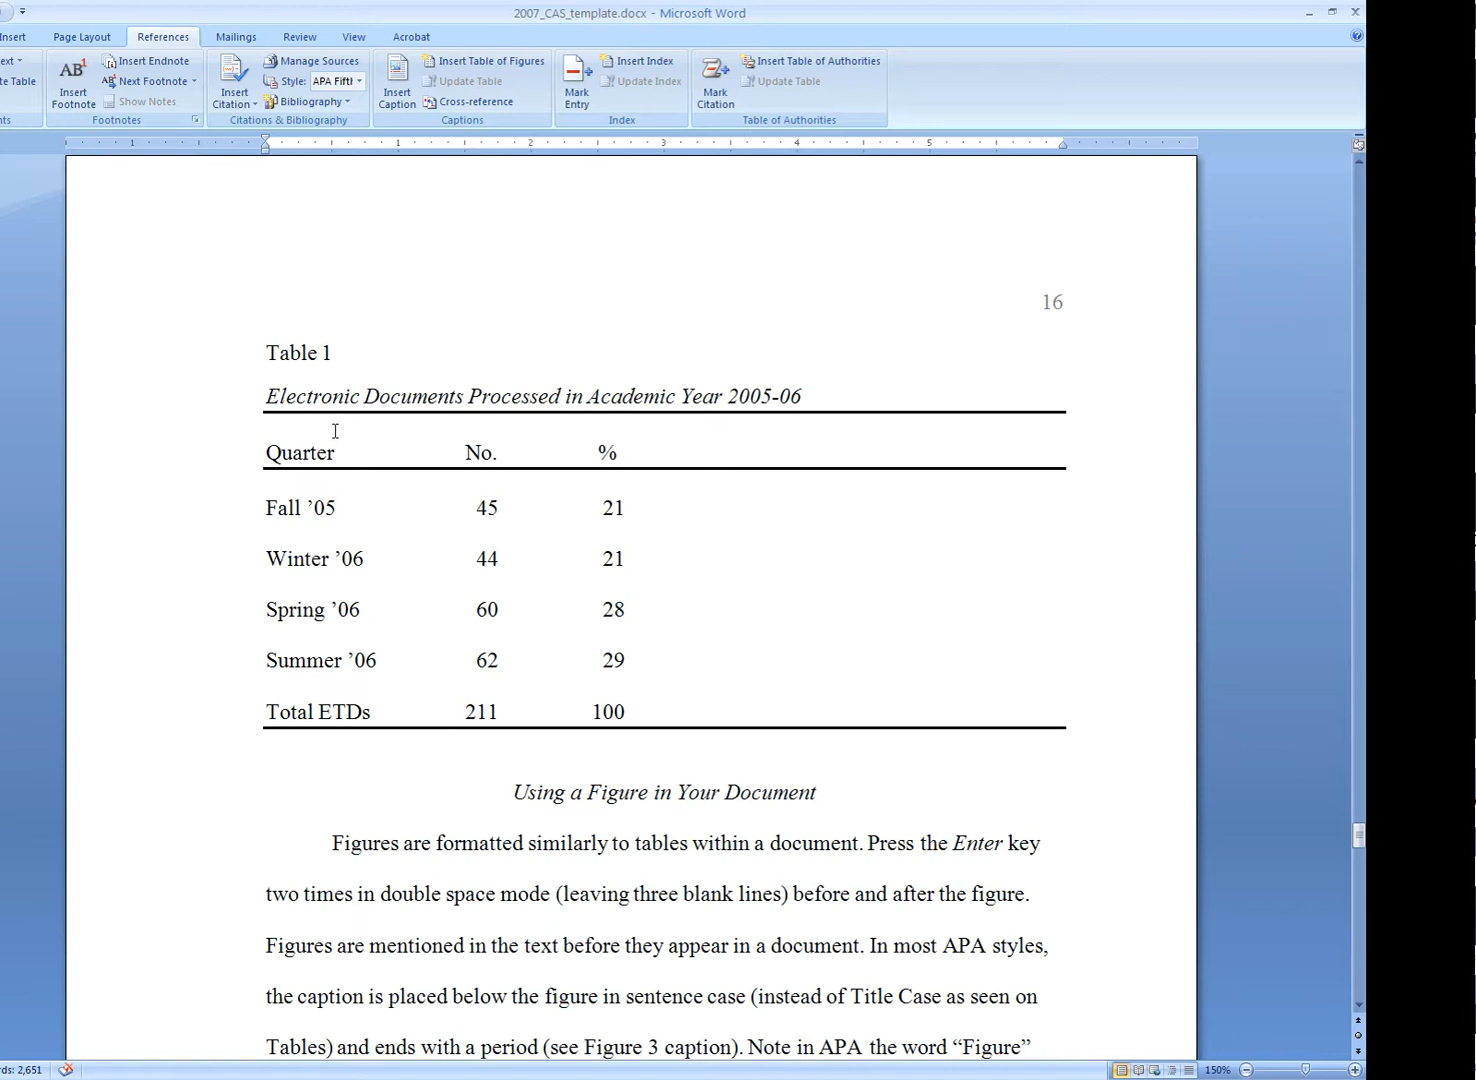 2007_CAS_template.docx - Microsoft Word
Insert Page Layout References Mailings Review View Acrobat
Insert Endnote
Next Footnote
Show Notes
Insert Footnote
Footnotes
Insert Citation
Manage Sources
Style: APA Fifth
Bibliography
Citations & Bibliography
Insert Caption
Insert Table of Figures
Update Table
Cross-reference
Captions
Mark Entry
Insert Index
Update Index
Index
Mark Citation
Insert Table of Authorities
Update Table
Table of Authorities
16
Table 1
Electronic Documents Processed in Academic Year 2005-06
Quarter No. %
Fall ’05 45 21
Winter ’06 44 21
Spring ’06 60 28
Summer ’06 62 29
Total ETDs 211 100
Using a Figure in Your Document
Figures are formatted similarly to tables within a document. Press the Enter key
two times in double space mode (leaving three blank lines) before and after the figure.
Figures are mentioned in the text before they appear in a document. In most APA styles,
the caption is placed below the figure in sentence case (instead of Title Case as seen on
Tables) and ends with a period (see Figure 3 caption). Note in APA the word “Figure”
rds: 2,651
150%